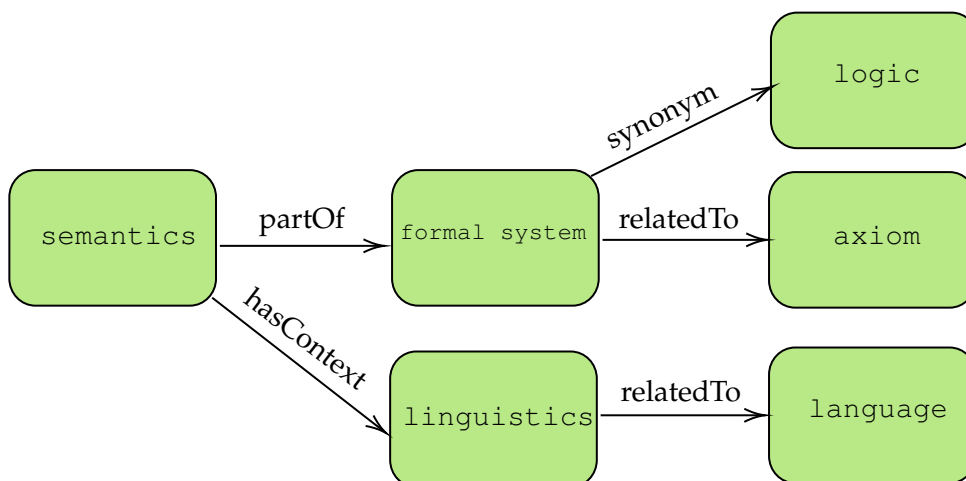 logic
synonym
semantics
partOf
formal system
relatedTo
axiom
hasContext
linguistics
relatedTo
language